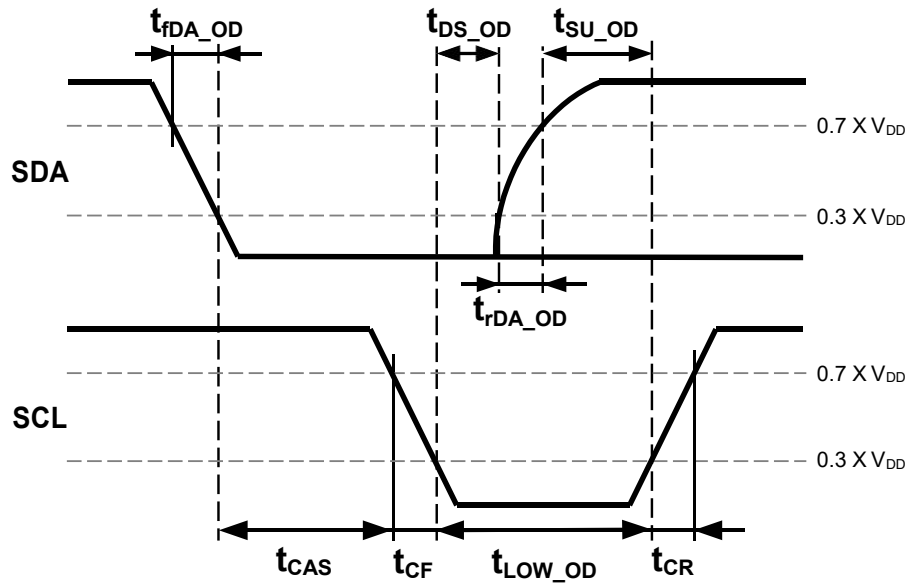 tfDA_OD tDS_OD tSU_OD
0.7 X VDD
SDA
0.3 X VDD
trDA_OD
0.7 X VDD
SCL
0.3 X VDD
tCAS tCF tLOW_OD tCR